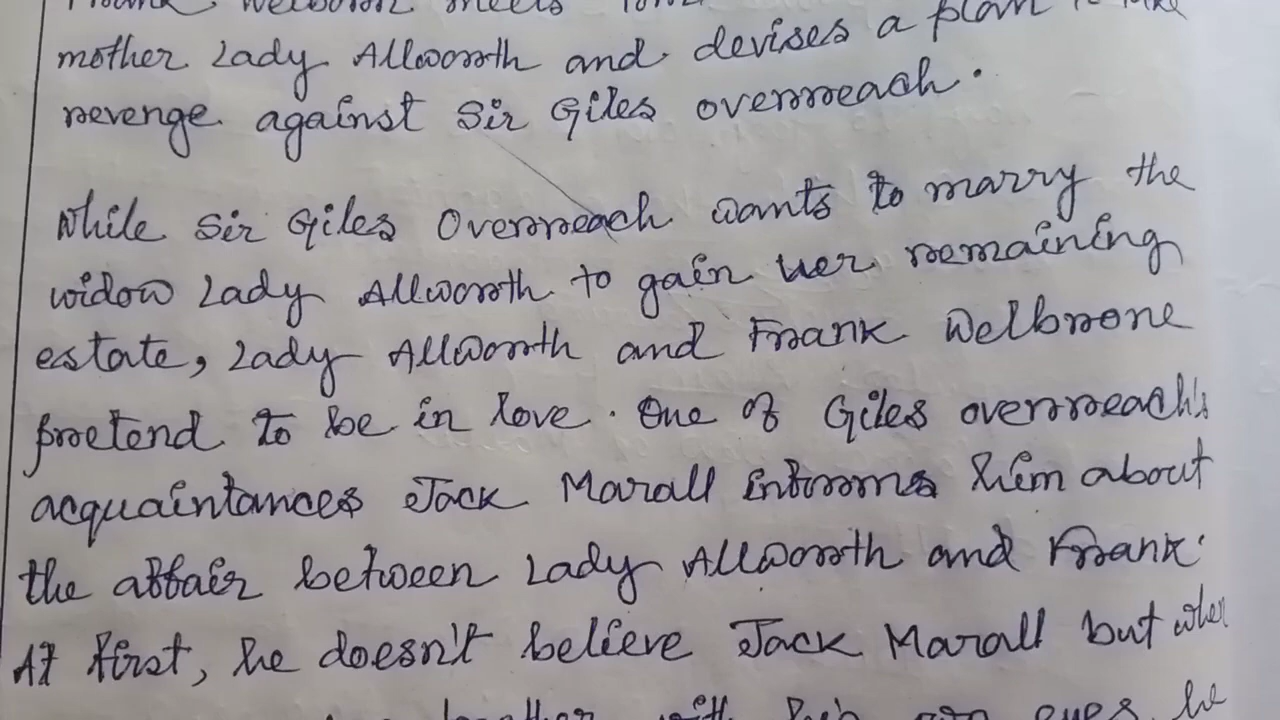 mother Lady Allworth and devises a plan to take
revenge against Sir Giles overreach.
While Sir Giles Overreach wants to marry the
widow Lady Allworth to gain her remaining
estate, Lady Allworth and Frank Welbrone
pretend to be in love. One of Giles overreach's
acquaintances Jack Marall informs him about
the affair between Lady Allworth and Frank.
At first, he doesn't believe Jack Marall but when